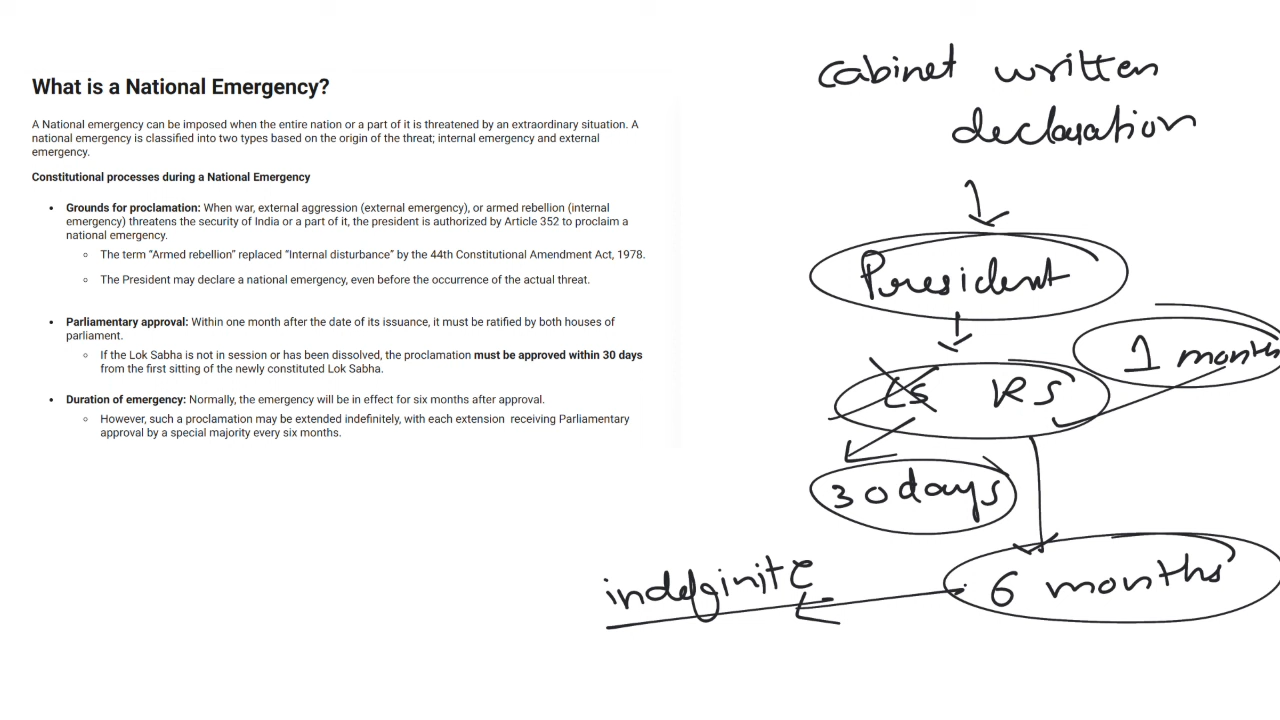 What is a National Emergency?
A National emergency can be imposed when the entire nation or a part of it is threatened by an extraordinary situation. A
national emergency is classified into two types based on the origin of the threat; internal emergency and external
emergency.
Constitutional processes during a National Emergency
• Grounds for proclamation: When war, external aggression (external emergency), or armed rebellion (internal
emergency) threatens the security of India or a part of it, the president is authorized by Article 352 to proclaim a
national emergency.
◦ The term “Armed rebellion” replaced “Internal disturbance” by the 44th Constitutional Amendment Act, 1978.
◦ The President may declare a national emergency, even before the occurrence of the actual threat.
• Parliamentary approval: Within one month after the date of its issuance, it must be ratified by both houses of
parliament.
◦ If the Lok Sabha is not in session or has been dissolved, the proclamation must be approved within 30 days
from the first sitting of the newly constituted Lok Sabha.
• Duration of emergency: Normally, the emergency will be in effect for six months after approval.
◦ However, such a proclamation may be extended indefinitely, with each extension receiving Parliamentary
approval by a special majority every six months.
cabinet written
declaration
President
1 months
LS RS
30 days
6 months
indefinite